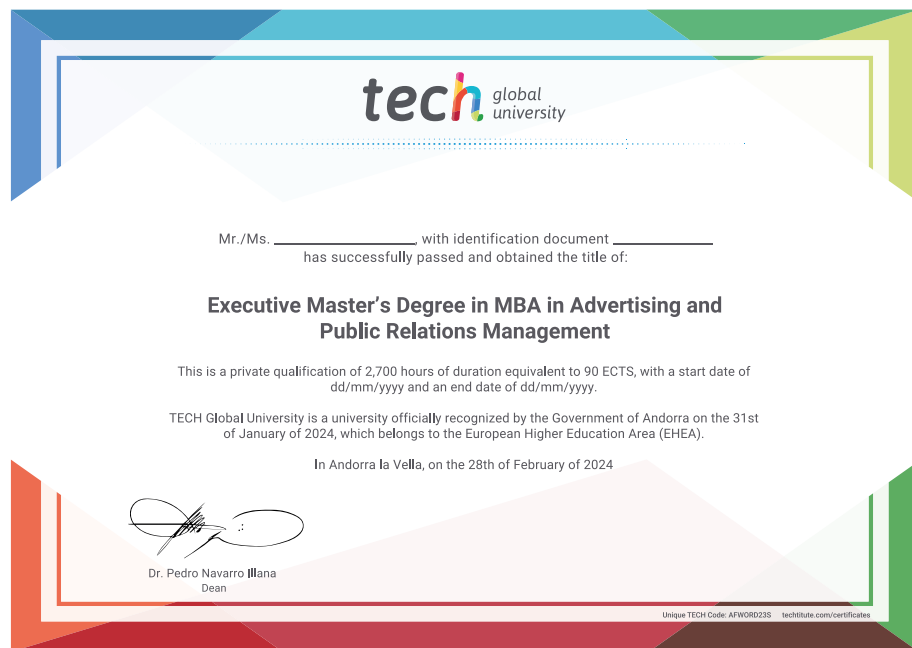 tech global
university
Mr./Ms. ________________, with identification document ____________
has successfully passed and obtained the title of:
Executive Master’s Degree in MBA in Advertising and
Public Relations Management
This is a private qualification of 2,700 hours of duration equivalent to 90 ECTS, with a start date of
dd/mm/yyyy and an end date of dd/mm/yyyy.
TECH Global University is a university officially recognized by the Government of Andorra on the 31st
of January of 2024, which belongs to the European Higher Education Area (EHEA).
In Andorra la Vella, on the 28th of February of 2024
Dr. Pedro Navarro Illana
Dean
Unique TECH Code: AFWORD23S techtitute.com/certificates